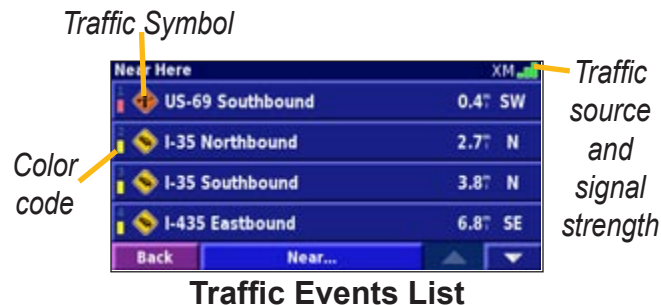 Traffic Symbol
Near Here
XM
US-69 Southbound 0.4 SW
I-35 Northbound 2.7 N
I-35 Southbound 3.8 N
I-435 Eastbound 6.8 SE
Back
Near...
Color
code
Traffic
source
and
signal
strength
Traffic Events List